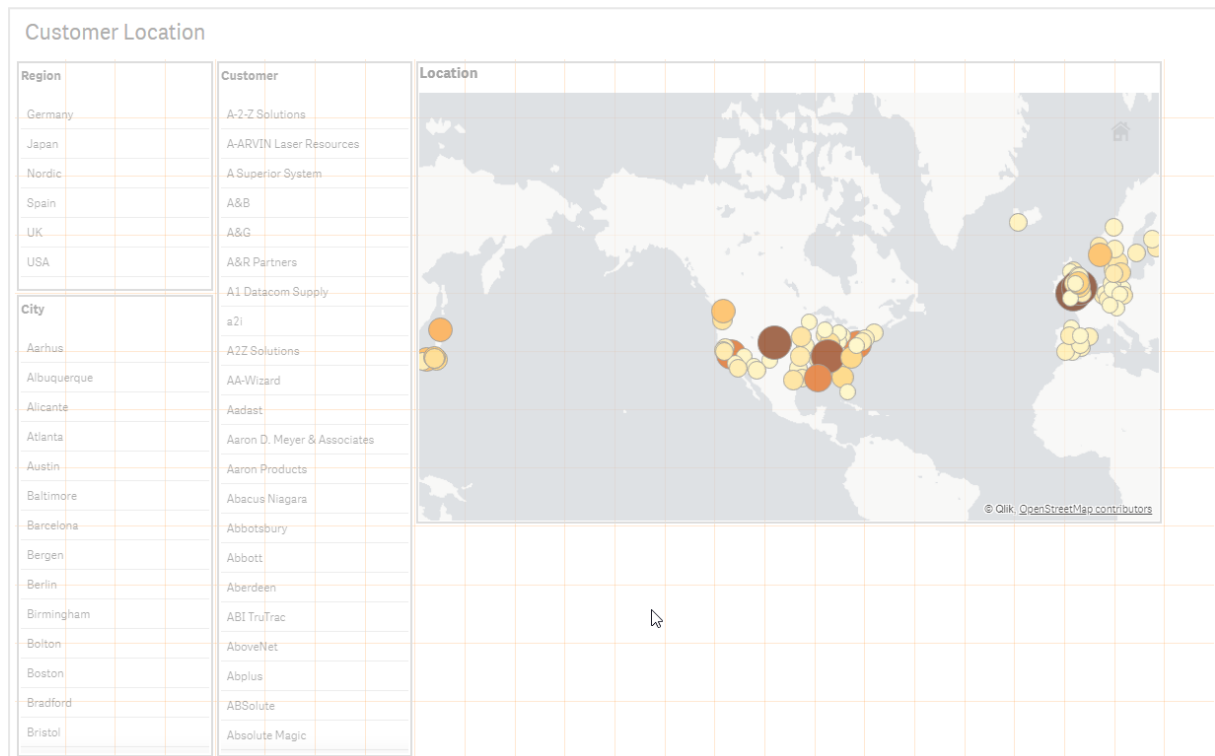 Customer Location
Region
Germany
Japan
Nordic
Spain
UK
USA
City
Aarhus
Albuquerque
Alicante
Atlanta
Austin
Baltimore
Barcelona
Bergen
Berlin
Birmingham
Bolton
Boston
Bradford
Bristol
Customer
A-2-Z Solutions
A-ARVIN Laser Resources
A Superior System
A&B
A&G
A&R Partners
A1 Datacom Supply
a2i
A2Z Solutions
AA-Wizard
Aadast
Aaron D. Meyer & Associates
Aaron Products
Abacus Niagara
Abbotsbury
Abbott
Aberdeen
ABI TruTrac
AboveNet
Abplus
ABSolute
Absolute Magic
Location
© Qlik, OpenStreetMap contributors